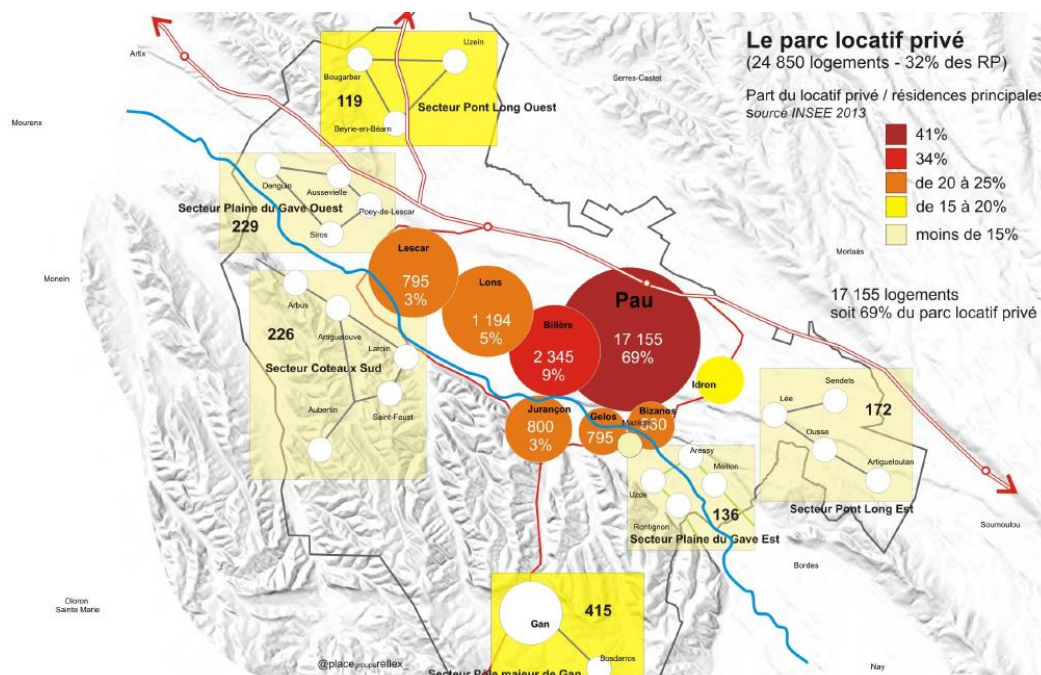 Le parc locatif privé
(24 850 logements - 32% des RP)
Part du locatif privé / résidences principales
source INSEE 2013
41%
34%
de 20 à 25%
de 15 à 20%
moins de 15%
17 155 logements
soit 69% du parc locatif privé
Artix
Uzein
Bougarber
119
Secteur Pont Long Ouest
Beyrie-en-Béarn
Serres-Castet
Mourenx
Denguin
Aussevielle
Secteur Plaine du Gave Ouest
Poey-de-Lescar
229
Siros
Morlaàs
Monein
Lescar
795
3%
Lons
1 194
5%
Billère
2 345
9%
Pau
17 155
69%
Arbus
Artiguelouve
226
Laroin
Secteur Coteaux Sud
Aubertin
Saint-Faust
Idron
Jurançon
800
3%
Gelos
795
Bizanos
Sendets
Lée
172
Ousse
Artigueloutan
Secteur Pont Long Est
Aressy
Meillon
Uzos
136
Rontignon
Secteur Plaine du Gave Est
Soumoulou
Bordes
Oloron
Sainte Marie
415
Gan
Bosdarros
Secteur Pôle majeur de Gan
@placegroupereflex_
Nay